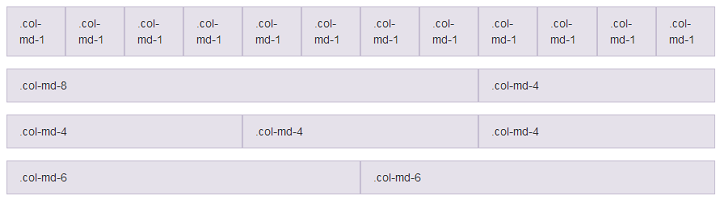 .col- .col- .col- .col- .col- .col- .col- .col- .col- .col- .col- .col-
md-1 md-1 md-1 md-1 md-1 md-1 md-1 md-1 md-1 md-1 md-1 md-1
.col-md-8 .col-md-4
.col-md-4 .col-md-4 .col-md-4
.col-md-6 .col-md-6